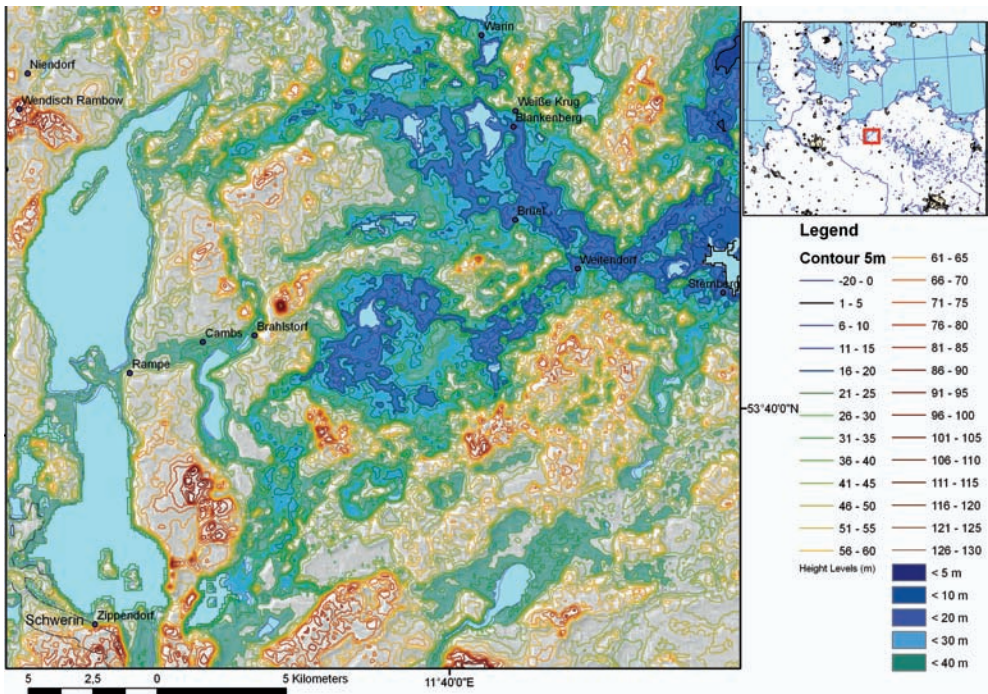 Warin
Niendorf
Wendisch Rambow
Weiße Krug
Blankenberg
Brüel
Weitendorf
Sternberg
Cambs
Brahlstorf
Rampe
Schwerin
Zippendorf
53°40'0"N
11°40'0"E
5 2,5 0 5 Kilometers
Legend
Contour 5m
-20 - 0
1 - 5
6 - 10
11 - 15
16 - 20
21 - 25
26 - 30
31 - 35
36 - 40
41 - 45
46 - 50
51 - 55
56 - 60
Height Levels (m)
61 - 65
66 - 70
71 - 75
76 - 80
81 - 85
86 - 90
91 - 95
96 - 100
101 - 105
106 - 110
111 - 115
116 - 120
121 - 125
126 - 130
< 5 m
< 10 m
< 20 m
< 30 m
< 40 m